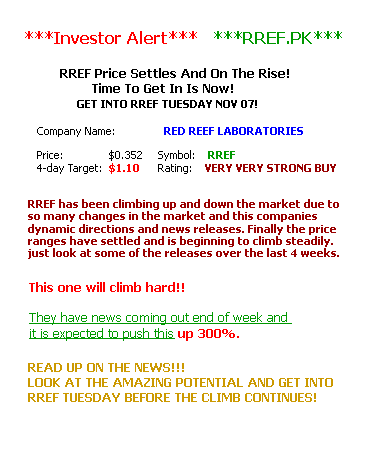 ***Investor Alert*** ***RREF.PK***
RREF Price Settles And On The Rise!
Time To Get In Is Now!
GET INTO RREF TUESDAY NOV 07!
Company Name: RED REEF LABORATORIES
Price: $0.352 Symbol: RREF
4-day Target: $1.10 Rating: VERY VERY STRONG BUY
RREF has been climbing up and down the market due to
so many changes in the market and this companies
dynamic directions and news releases. Finally the price
ranges have settled and is beginning to climb steadily.
just look at some of the releases over the last 4 weeks.
This one will climb hard!!
They have news coming out end of week and
it is expected to push this up 300%.
READ UP ON THE NEWS!!!
LOOK AT THE AMAZING POTENTIAL AND GET INTO
RREF TUESDAY BEFORE THE CLIMB CONTINUES!